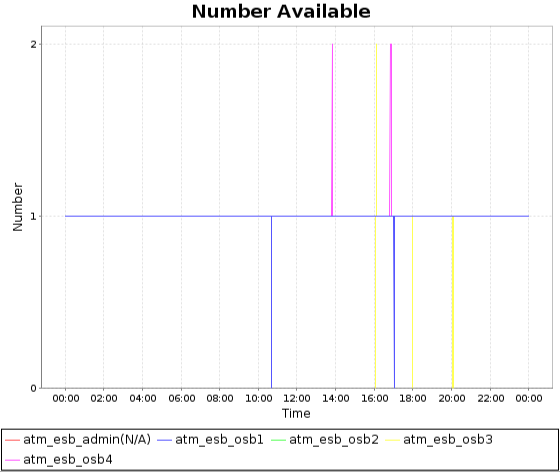 Number Available
2
1
0
Number
00:00 02:00 04:00 06:00 08:00 10:00 12:00 14:00 16:00 18:00 20:00 22:00 00:00
Time
atm_esb_admin(N/A) atm_esb_osb1 atm_esb_osb2 atm_esb_osb3
atm_esb_osb4